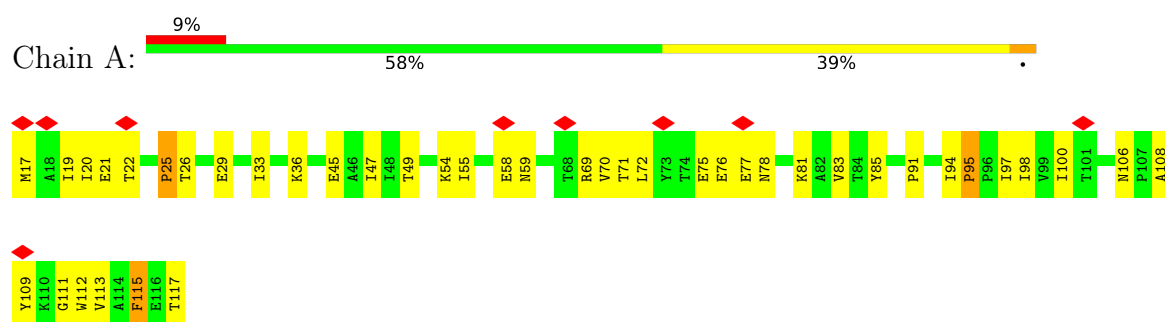 9%
Chain A:
58% 39% •
M17 A18 I19 I20 E21 T22 P25 T26 E29 I33 K36 E45 A46 I47 I48 T49 K54 I55 E58 N59 T68 R69 V70 T71 L72 Y73 T74 E75 E76 E77 N78 K81 A82 V83 T84 Y85 P91 I94 P95 P96 I97 I98 V99 I100 T101 N106 P107 A108
Y109 K110 G111 W112 V113 A114 F115 E116 T117